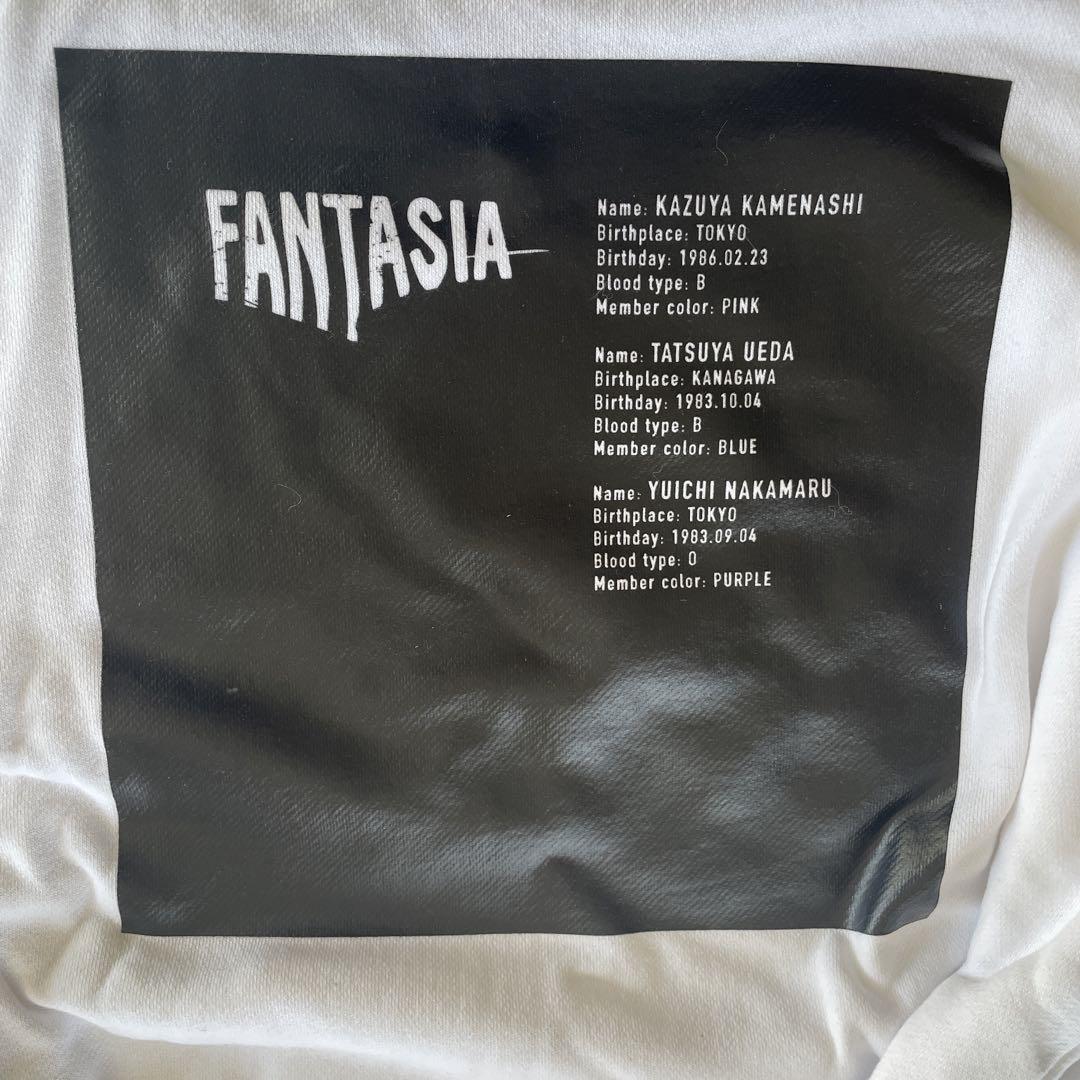 FANTASIA
Name: KAZUYA KAMENASHI
Birthplace: TOKYO
Birthday: 1986.02.23
Blood type: B
Member color: PINK
Name: TATSUYA UEDA
Birthplace: KANAGAWA
Birthday: 1983.10.04
Blood type: B
Member color: BLUE
Name: YUICHI NAKAMARU
Birthplace: TOKYO
Birthday: 1983.09.04
Blood type: O
Member color: PURPLE